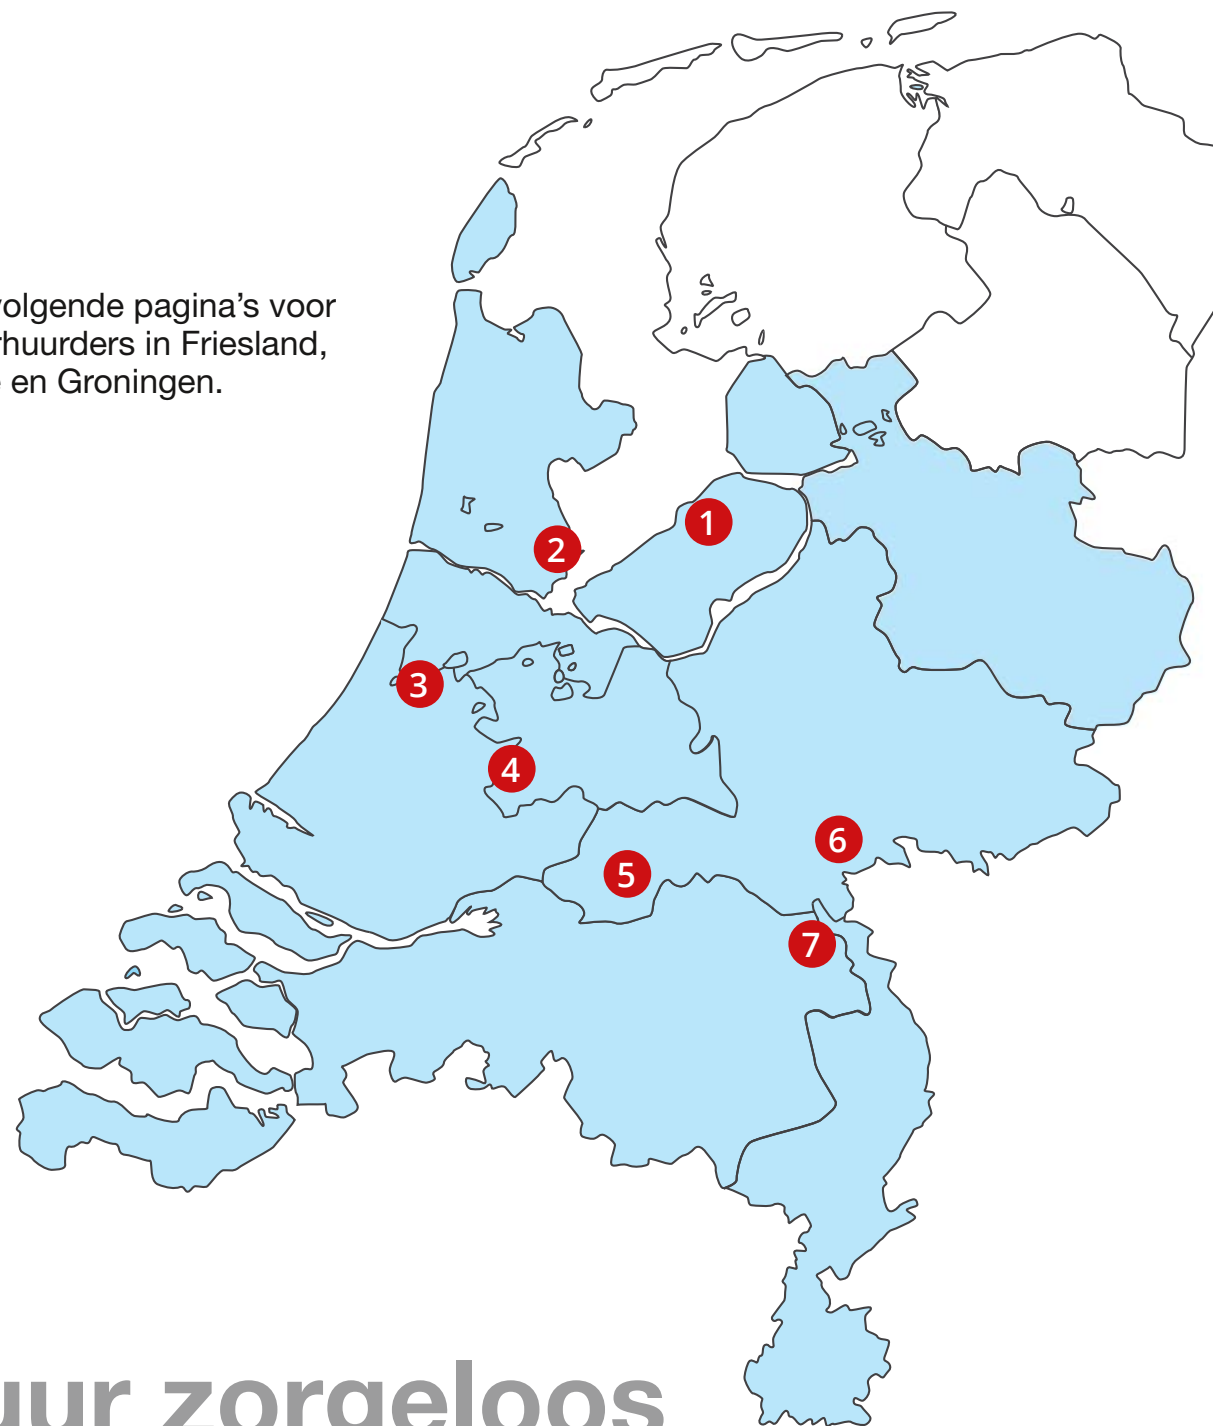 volgende pagina's voor
rhuurders in Friesland,
e en Groningen.
1
2
3
4
5
6
7
uur zorgeloos